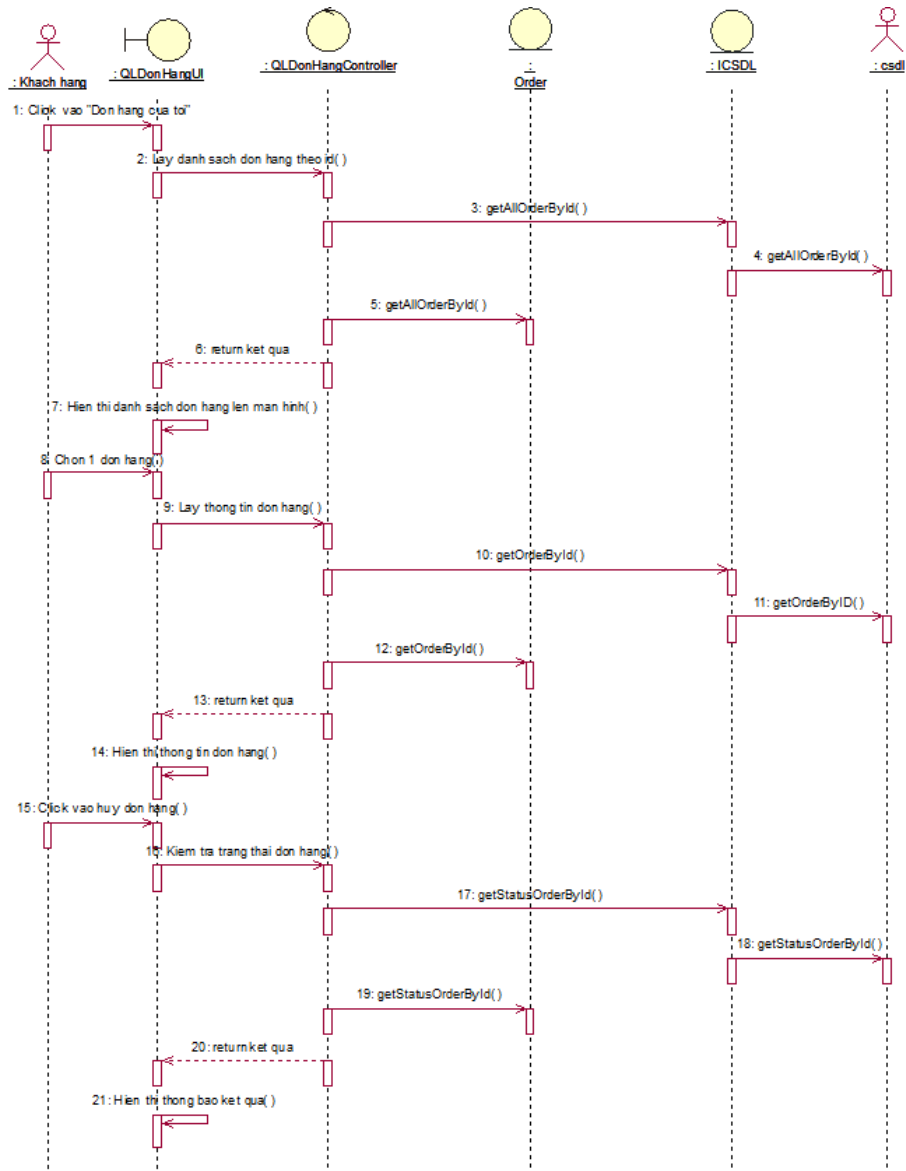 : Khach hang
: QLDonHangUI
: QLDonHangController
:
Order
: ICSDL
: csdl
1: Click vao "Don hang cua toi"
2: Lay danh sach don hang theo id( )
3: getAllOrderById( )
4: getAllOrderById( )
5: getAllOrderById( )
6: return ket qua
7: Hien thi danh sach don hang len man hinh( )
8: Chon 1 don hang( )
9: Lay thong tin don hang( )
10: getOrderById( )
11: getOrderByID( )
12: getOrderById( )
13: return ket qua
14: Hien thi thong tin don hang( )
15: Click vao huy don hang( )
16: Kiem tra trang thai don hang( )
17: getStatusOrderById( )
18: getStatusOrderById( )
19: getStatusOrderById( )
20: return ket qua
21: Hien thi thong bao ket qua( )